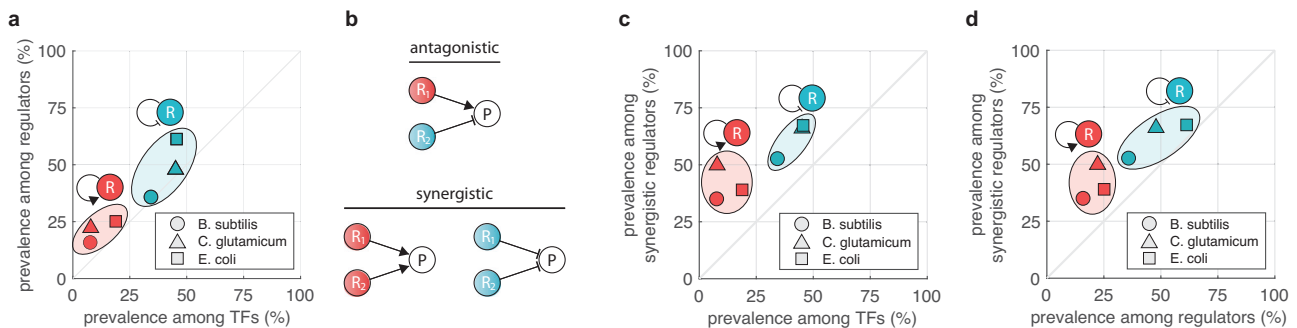 a
prevalence among regulators (%)
100
75
50
25
0
R
R
B. subtilis
C. glutamicum
E. coli
0 25 50 75 100
prevalence among TFs (%)
b
antagonistic
R1
P
R2
synergistic
R1 R1
P P
R2 R2
c
prevalence among
synergistic regulators (%)
100
75
50
25
0
R
R
B. subtilis
C. glutamicum
E. coli
0 25 50 75 100
prevalence among TFs (%)
d
prevalence among
synergistic regulators (%)
100
75
50
25
0
R
R
B. subtilis
C. glutamicum
E. coli
0 25 50 75 100
prevalence among regulators (%)